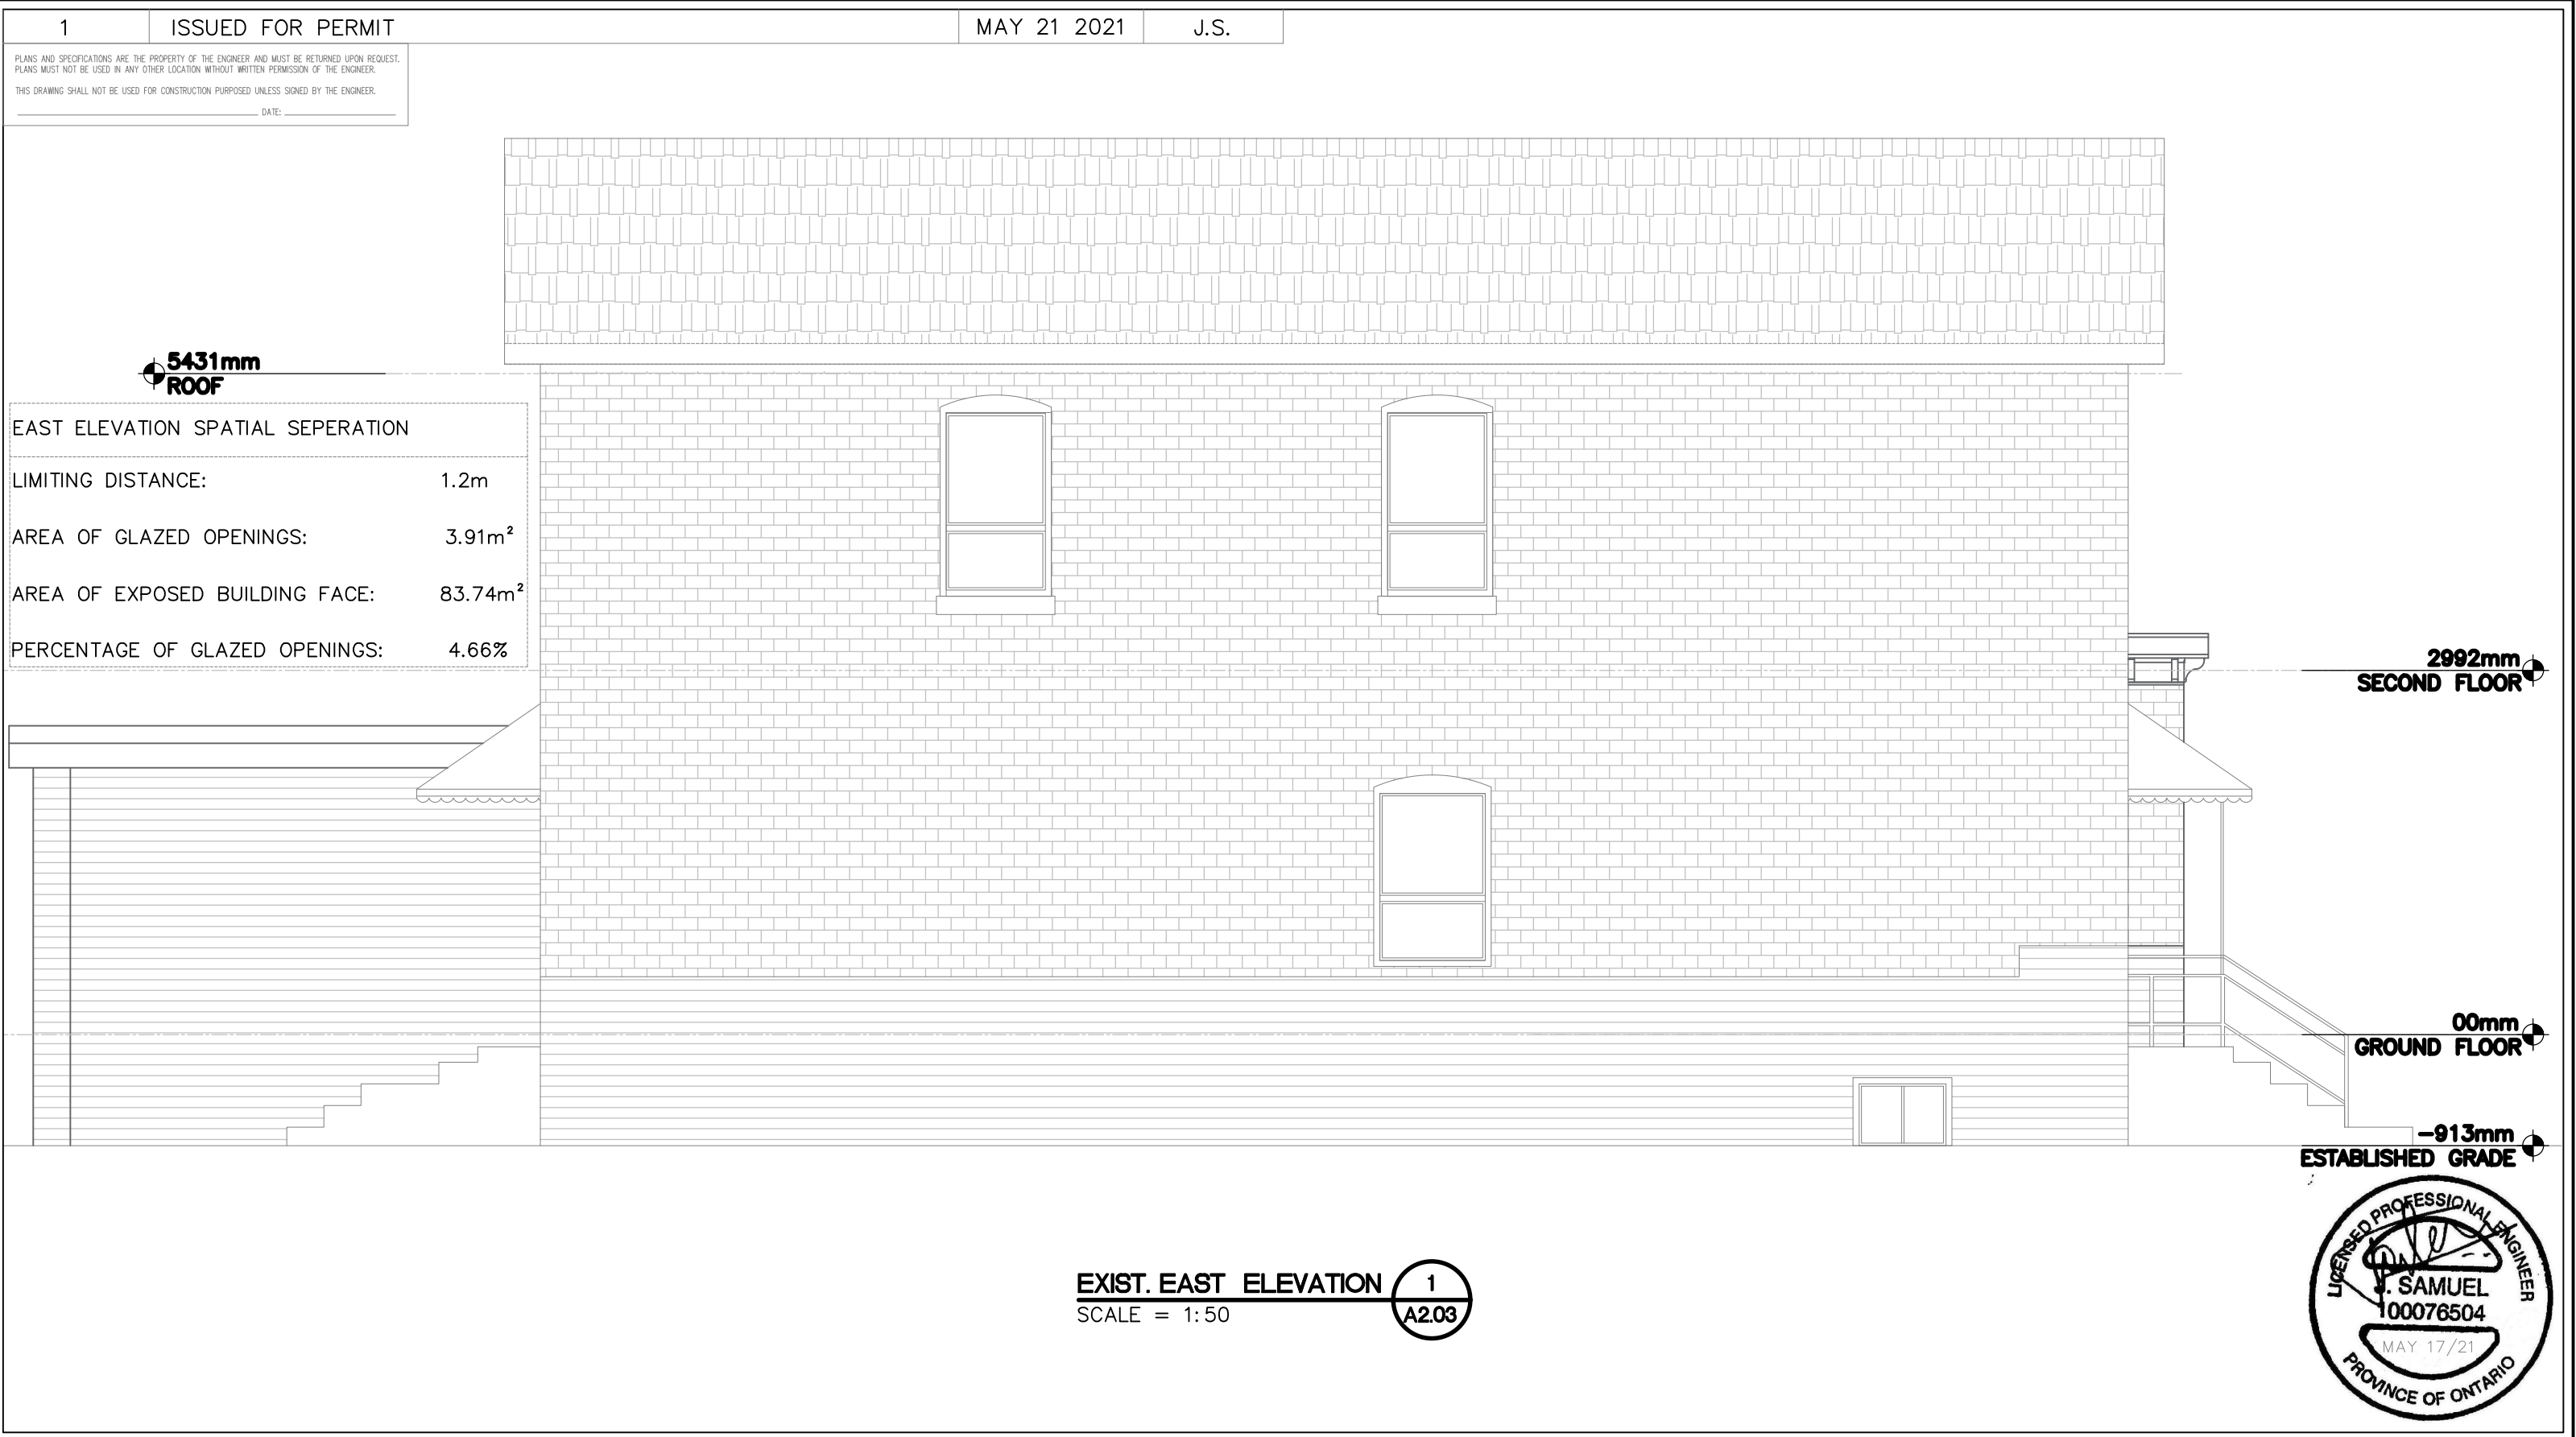 1 ISSUED FOR PERMIT MAY 21 2021 J.S.
PLANS AND SPECIFICATIONS ARE THE PROPERTY OF THE ENGINEER AND MUST BE RETURNED UPON REQUEST.
PLANS MUST NOT BE USED IN ANY OTHER LOCATION WITHOUT WRITTEN PERMISSION OF THE ENGINEER.
THIS DRAWING SHALL NOT BE USED FOR CONSTRUCTION PURPOSED UNLESS SIGNED BY THE ENGINEER.
DATE:
5431mm
ROOF
EAST ELEVATION SPATIAL SEPERATION
LIMITING DISTANCE: 1.2m
AREA OF GLAZED OPENINGS: 3.91m²
AREA OF EXPOSED BUILDING FACE: 83.74m²
PERCENTAGE OF GLAZED OPENINGS: 4.66%
2992mm
SECOND FLOOR
00mm
GROUND FLOOR
-913mm
ESTABLISHED GRADE
EXIST. EAST ELEVATION 1
SCALE = 1:50 A2.03
LICENSED PROFESSIONAL ENGINEER
J. SAMUEL
100076504
MAY 17/21
PROVINCE OF ONTARIO